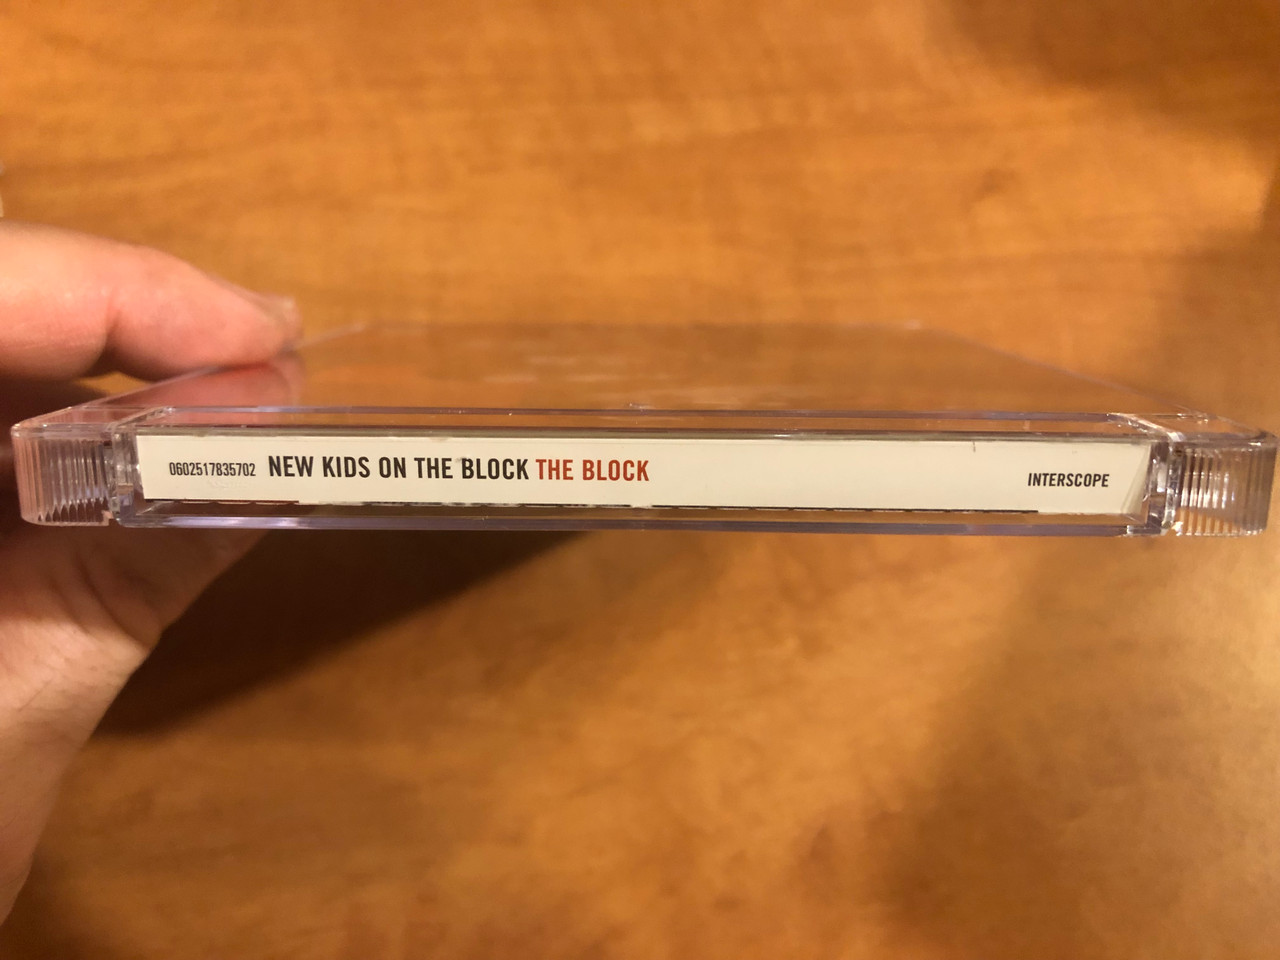 0602517835702 NEW KIDS ON THE BLOCK THE BLOCK INTERSCOPE